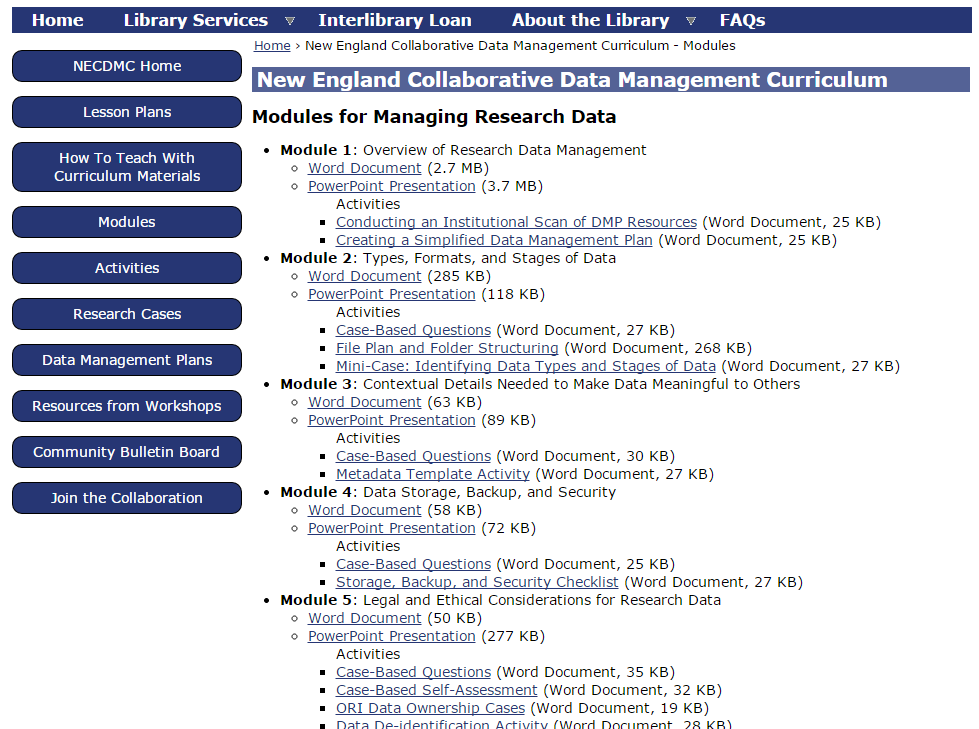 Home Library Services ▽ Interlibrary Loan About the Library ▽ FAQs
Home › New England Collaborative Data Management Curriculum - Modules
NECDMC Home
Lesson Plans
How To Teach With
Curriculum Materials
Modules
Activities
Research Cases
Data Management Plans
Resources from Workshops
Community Bulletin Board
Join the Collaboration
New England Collaborative Data Management Curriculum
Modules for Managing Research Data
Module 1: Overview of Research Data Management
Word Document (2.7 MB)
PowerPoint Presentation (3.7 MB)
Activities
Conducting an Institutional Scan of DMP Resources (Word Document, 25 KB)
Creating a Simplified Data Management Plan (Word Document, 25 KB)
Module 2: Types, Formats, and Stages of Data
Word Document (285 KB)
PowerPoint Presentation (118 KB)
Activities
Case-Based Questions (Word Document, 27 KB)
File Plan and Folder Structuring (Word Document, 268 KB)
Mini-Case: Identifying Data Types and Stages of Data (Word Document, 27 KB)
Module 3: Contextual Details Needed to Make Data Meaningful to Others
Word Document (63 KB)
PowerPoint Presentation (89 KB)
Activities
Case-Based Questions (Word Document, 30 KB)
Metadata Template Activity (Word Document, 27 KB)
Module 4: Data Storage, Backup, and Security
Word Document (58 KB)
PowerPoint Presentation (72 KB)
Activities
Case-Based Questions (Word Document, 25 KB)
Storage, Backup, and Security Checklist (Word Document, 27 KB)
Module 5: Legal and Ethical Considerations for Research Data
Word Document (50 KB)
PowerPoint Presentation (277 KB)
Activities
Case-Based Questions (Word Document, 35 KB)
Case-Based Self-Assessment (Word Document, 32 KB)
ORI Data Ownership Cases (Word Document, 19 KB)
Data De-identification Activity (Word Document, 28 KB)